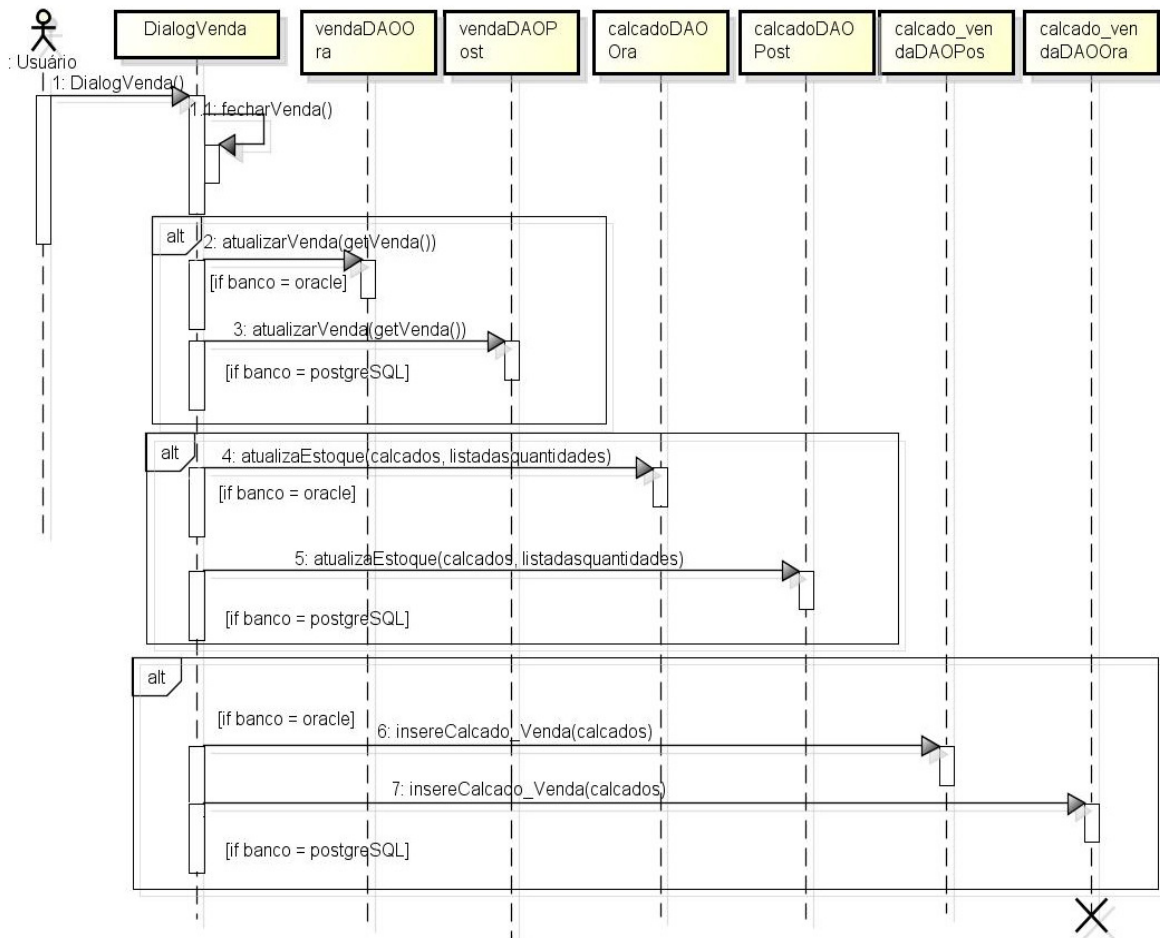 DialogVenda
vendaDAOO
ra
vendaDAOP
ost
calcadoDAO
Ora
calcadoDAO
Post
calcado_ven
daDAOPos
calcado_ven
daDAOOra
: Usuário
1: DialogVenda()
1.1: fecharVenda()
alt
2: atualizarVenda(getVenda())
[if banco = oracle]
3: atualizarVenda(getVenda())
[if banco = postgreSQL]
alt
4: atualizaEstoque(calcados, listadasquantidades)
[if banco = oracle]
5: atualizaEstoque(calcados, listadasquantidades)
[if banco = postgreSQL]
alt
[if banco = oracle]
6: insereCalcado_Venda(calcados)
7: insereCalcado_Venda(calcados)
[if banco = postgreSQL]